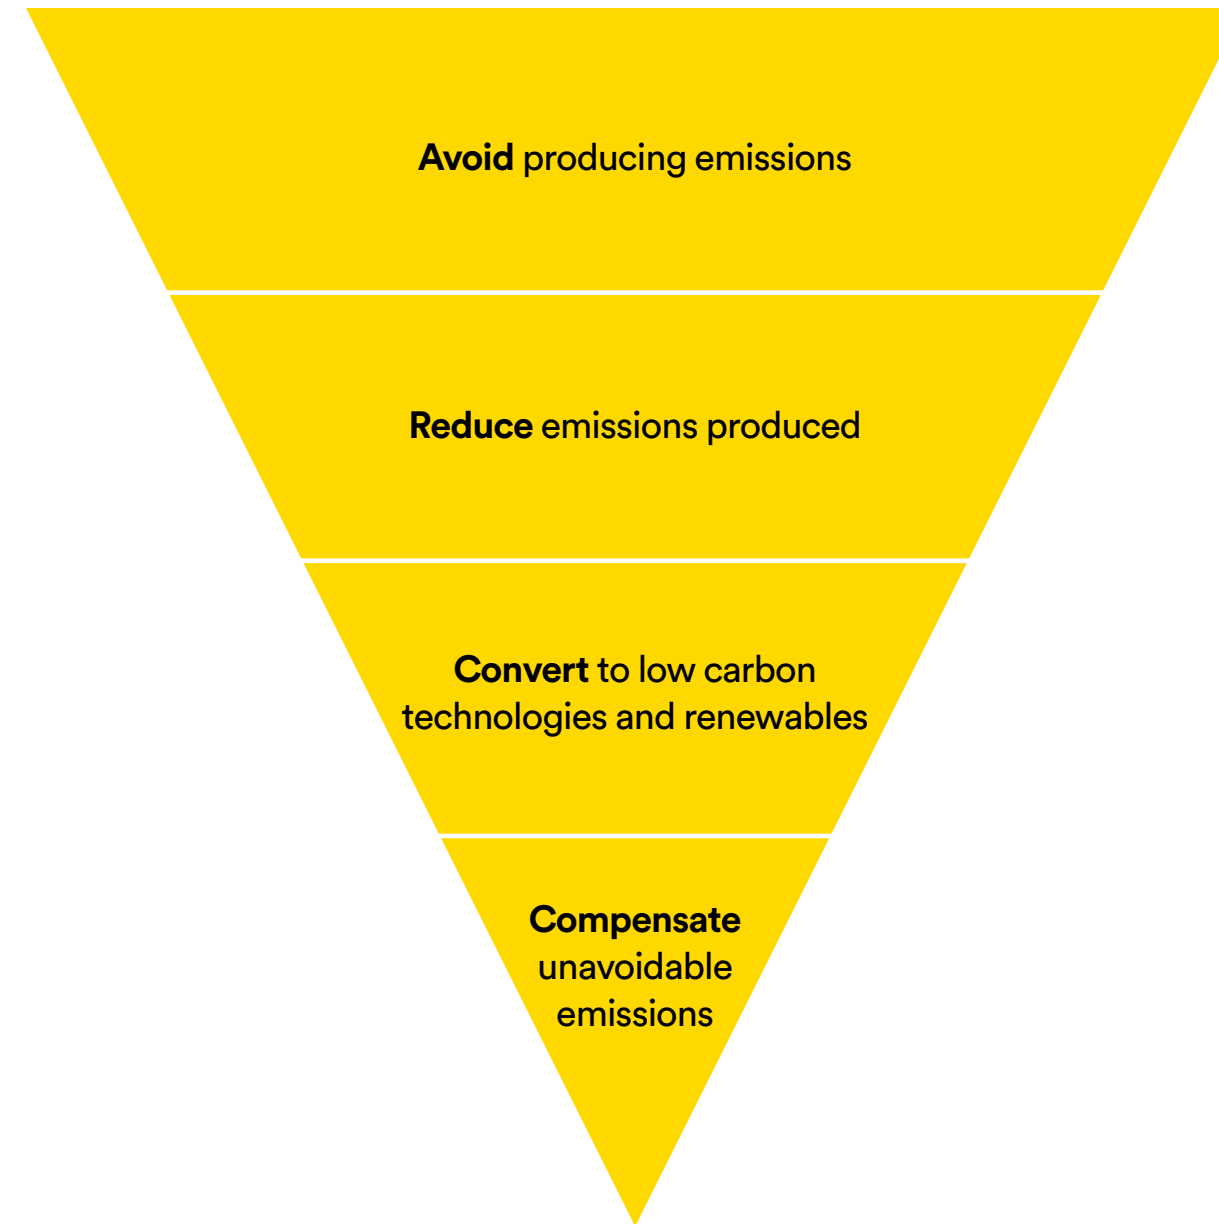 Avoid producing emissions
Reduce emissions produced
Convert to low carbon
technologies and renewables
Compensate
unavoidable
emissions